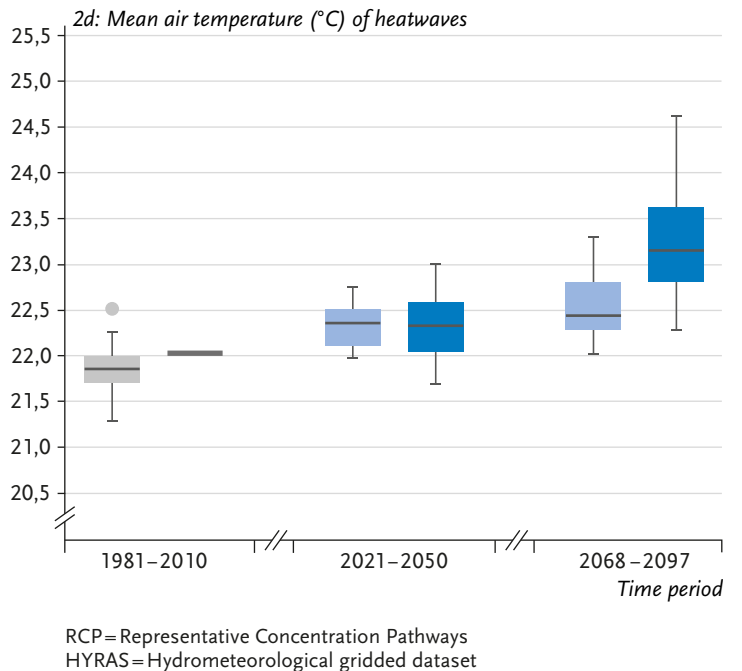 2d: Mean air temperature (°C) of heatwaves
25,5
25,0
24,5
24,0
23,5
23,0
22,5
22,0
21,5
21,0
20,5
1981–2010 2021–2050 2068–2097
Time period
RCP=Representative Concentration Pathways
HYRAS=Hydrometeorological gridded dataset